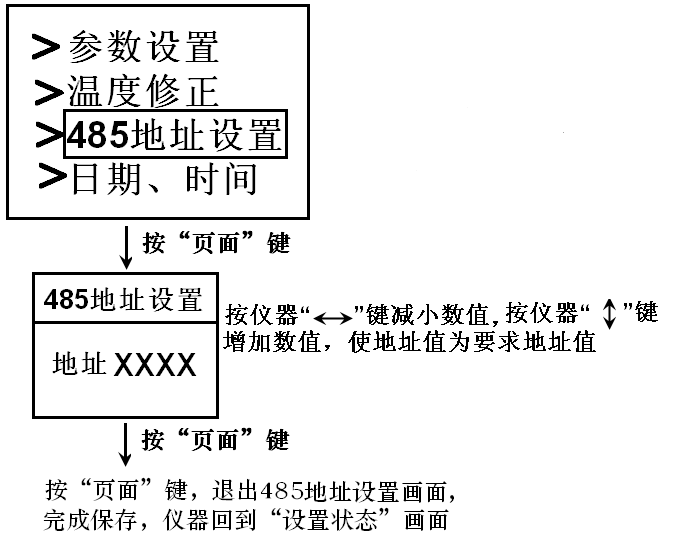 >参数设置
>温度修正
>485地址设置
>日期、时间
按“页面”键
485地址设置
地址XXXX
按仪器“↔”键减小数值,按仪器“↕”键
增加数值，使地址值为要求地址值
按“页面”键
按“页面”键，退出485地址设置画面，
完成保存，仪器回到“设置状态”画面